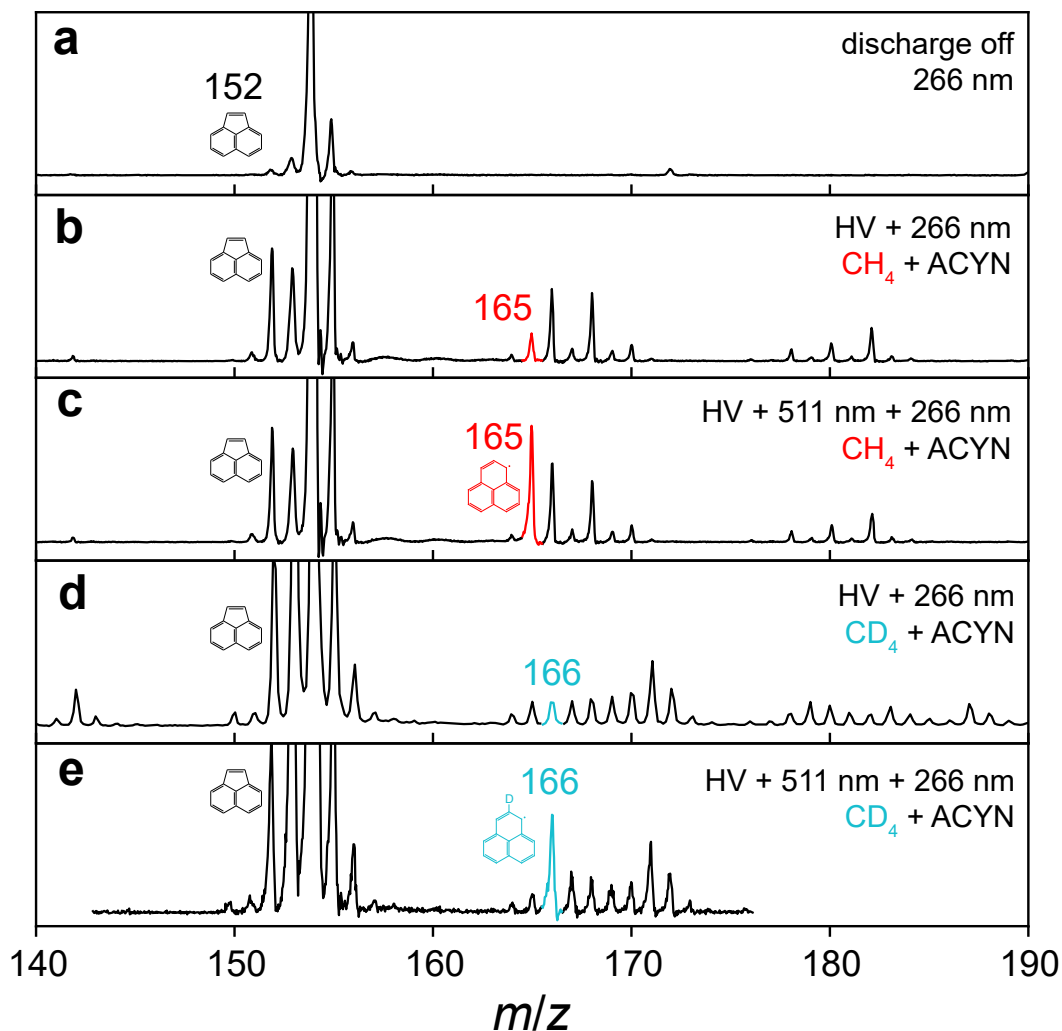 a
discharge off
266 nm
152
b
HV + 266 nm
CH₄ + ACYN
165
c
HV + 511 nm + 266 nm
CH₄ + ACYN
165
d
HV + 266 nm
CD₄ + ACYN
166
e
HV + 511 nm + 266 nm
CD₄ + ACYN
166
D
140 150 160 170 180 190
m/z